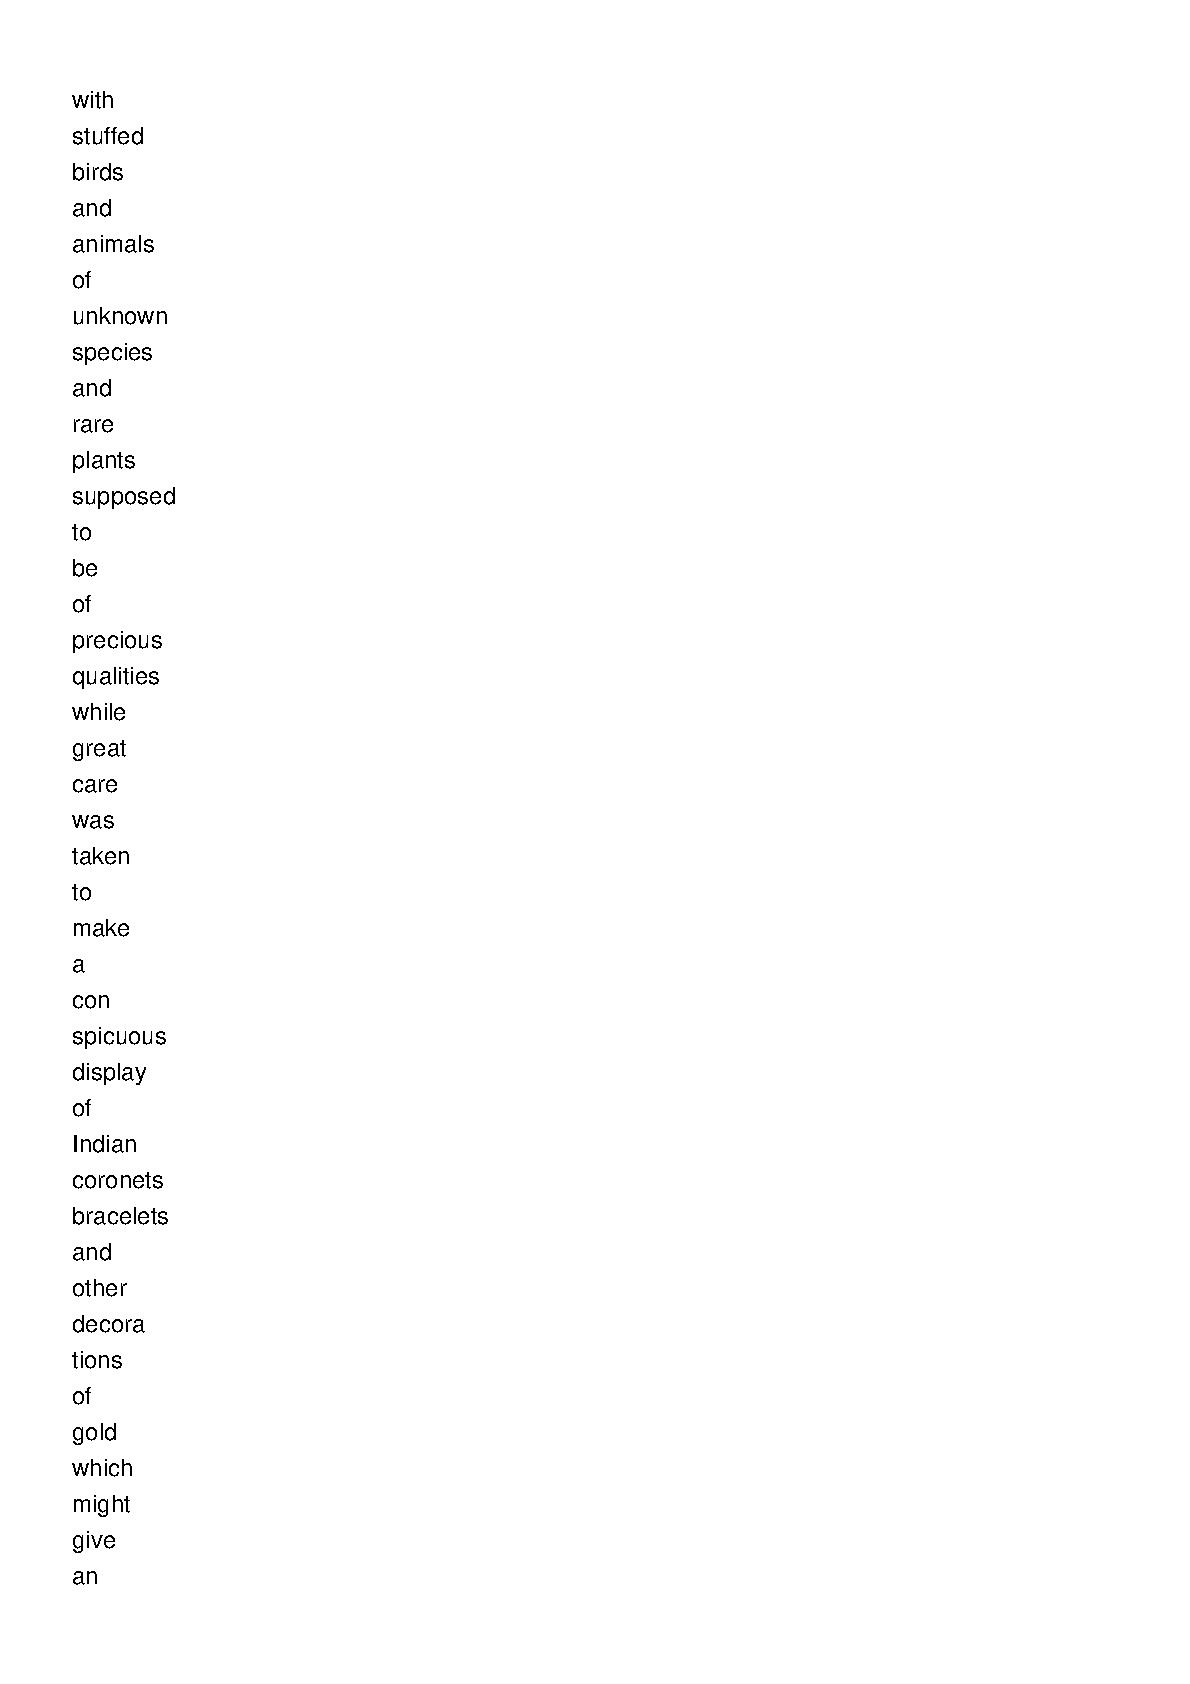 with
stuffed
birds
and
animals
of
unknown
species
and
rare
plants
supposed
to
be
of
precious
qualities
while
great
care
was
taken
to
make
a
con
spicuous
display
of
Indian
coronets
bracelets
and
other
decora
tions
of
gold
which
might
give
an